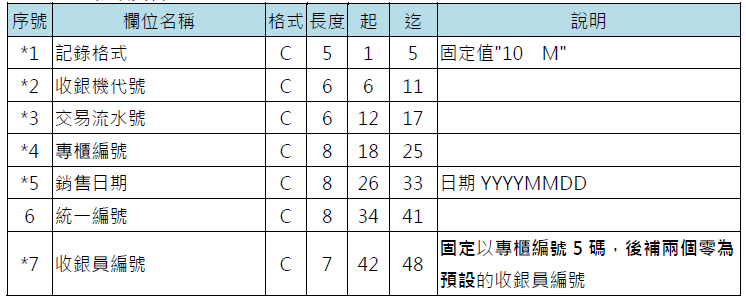 序號 欄位名稱 格式 長度 起 迄 說明
*1 記錄格式 C 5 1 5 固定值"10　M"
*2 收銀機代號 C 6 6 11
*3 交易流水號 C 6 12 17
*4 專櫃編號 C 8 18 25
*5 銷售日期 C 8 26 33 日期 YYYYMMDD
6 統一編號 C 8 34 41
*7 收銀員編號 C 7 42 48 固定以專櫃編號 5 碼，後補兩個零為
預設的收銀員編號